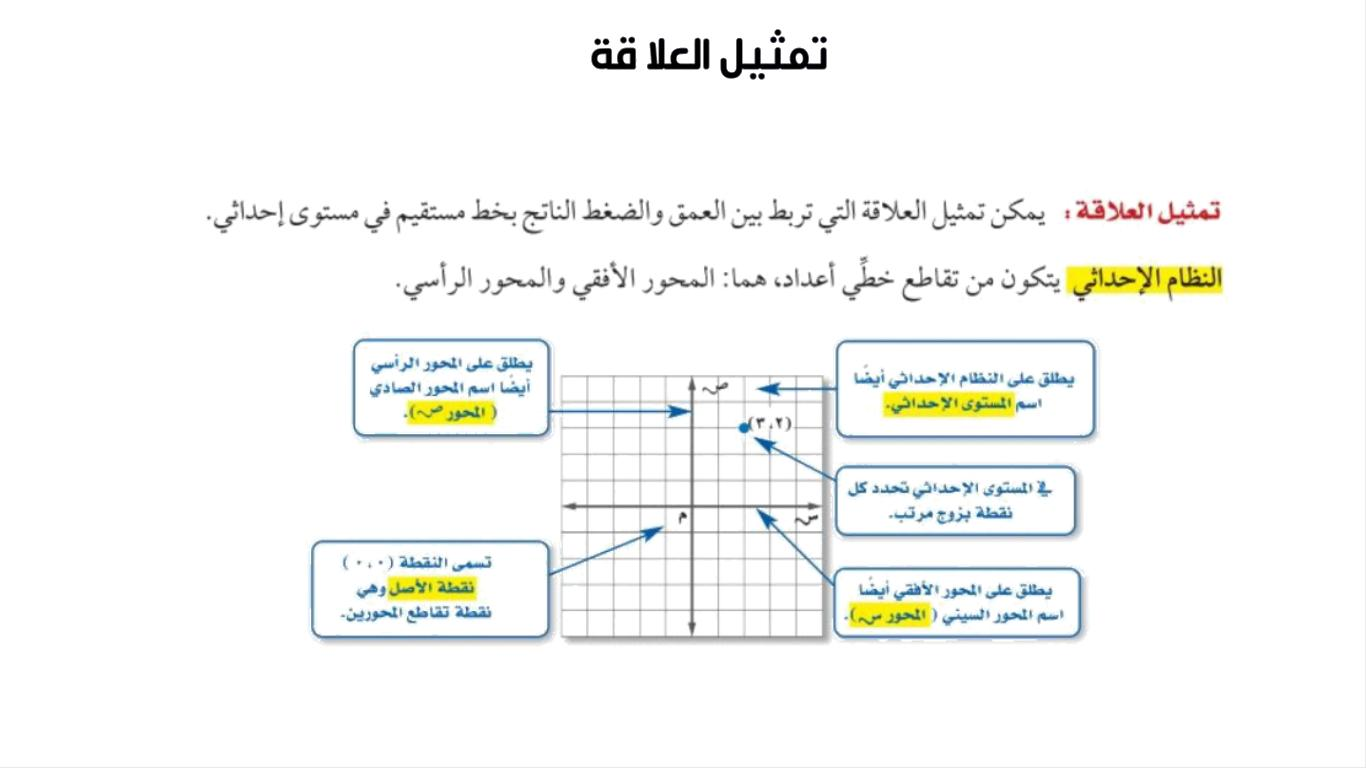 تمثيل العلاقة
تمثيل العلاقة : يمكن تمثيل العلاقة التي تربط بين العمق والضغط الناتج بخط مستقيم في مستوى إحداثي.
النظام الإحداثي يتكون من تقاطع خطَّي أعداد، هما: المحور الأفقي والمحور الرأسي.
يطلق على النظام الإحداثي أيضًا
اسم المستوى الإحداثي.
يطلق على المحور الرأسي
أيضًا اسم المحور الصادي
(المحور ص).
ص
(٣،٢)
في المستوى الإحداثي تحدد كل
نقطة بزوج مرتب.
م
س
تسمى النقطة (٠،٠)
نقطة الأصل وهي
نقطة تقاطع المحورين.
يطلق على المحور الأفقي أيضًا
اسم المحور السيني (المحور س).